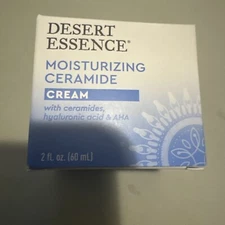 DESERT
ESSENCE®
MOISTURIZING
CERAMIDE
CREAM
with ceramides,
hyaluronic acid & AHA
2 fl. oz. (60 mL)